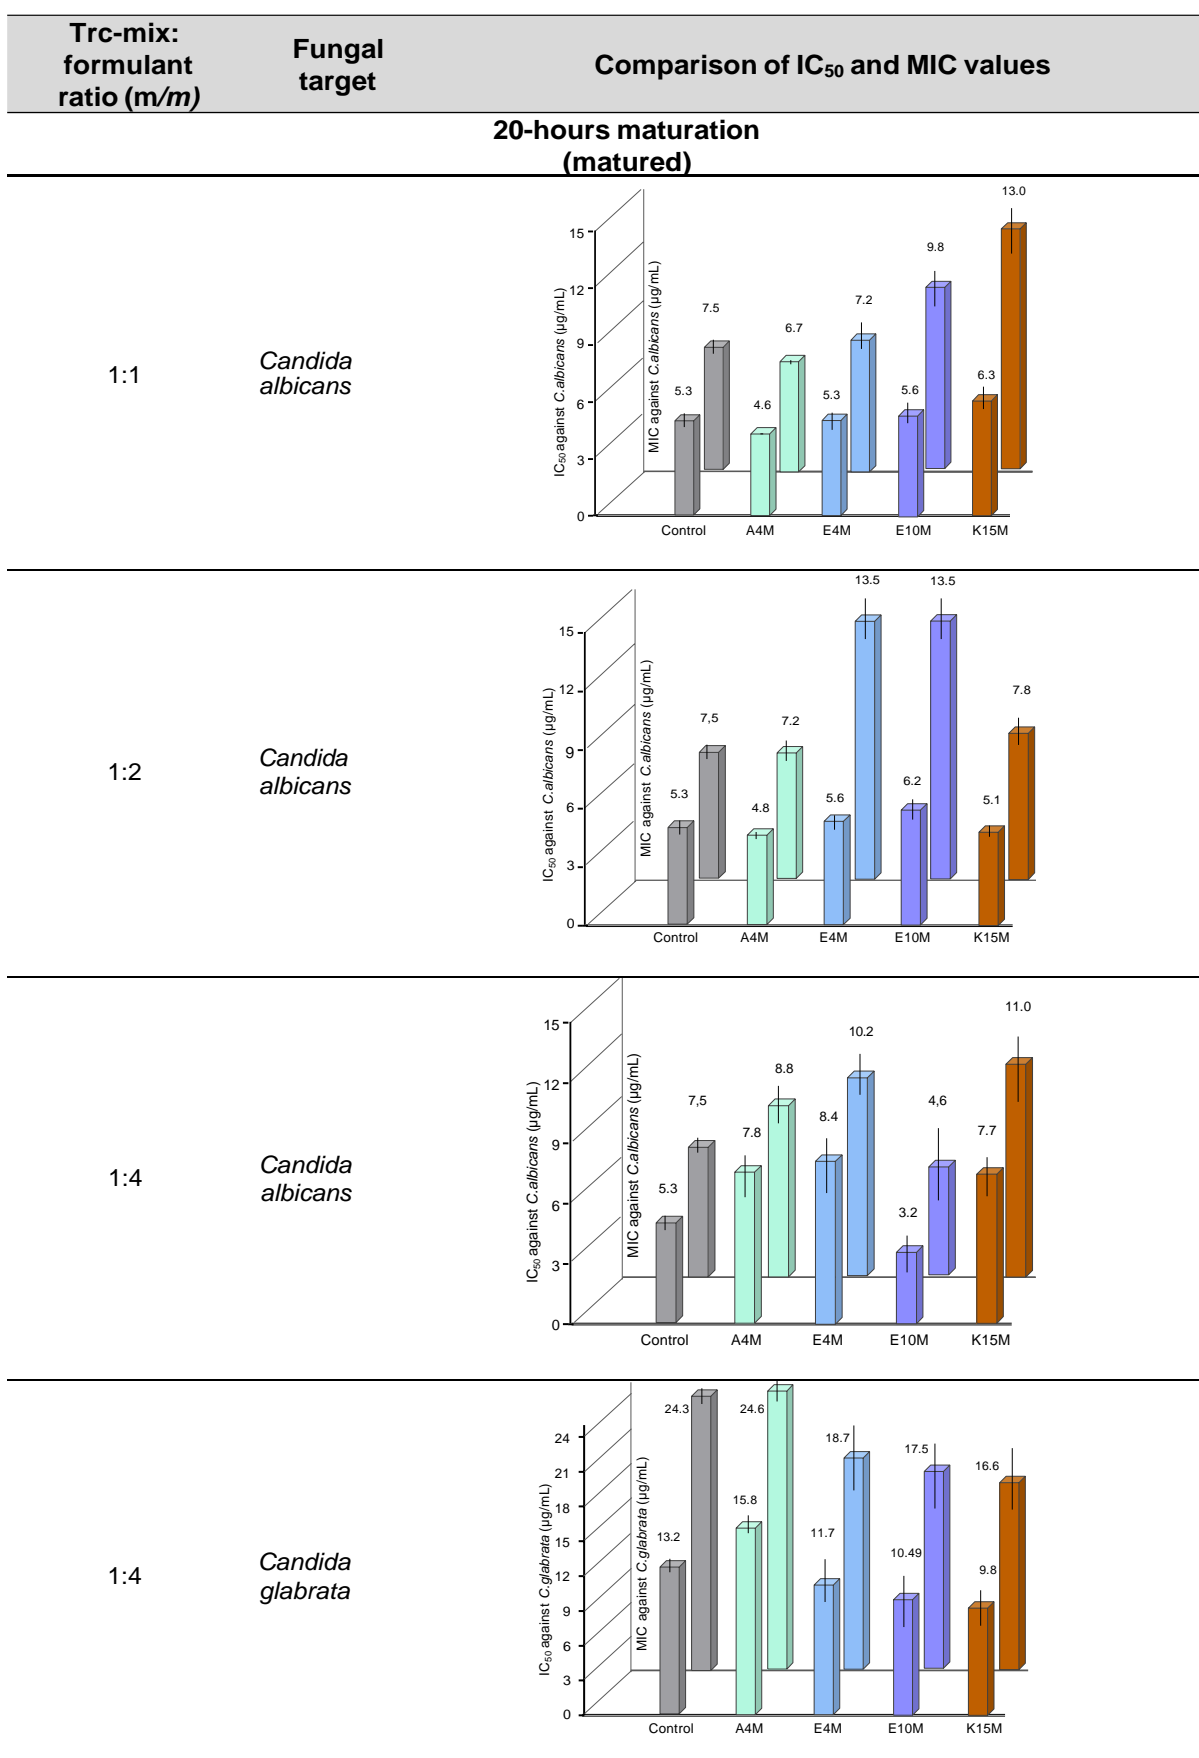 Trc-mix:
formulant
ratio (m/m)
Fungal
target
Comparison of IC50 and MIC values
20-hours maturation
(matured)
1:1
Candida
albicans
IC50 against C.albicans (µg/mL)
MIC against C.albicans (µg/mL)
15
12
9
6
3
0
5.3
7.5
4.6
6.7
5.3
7.2
5.6
9.8
6.3
13.0
Control
A4M
E4M
E10M
K15M
1:2
Candida
albicans
IC50 against C.albicans (µg/mL)
MIC against C.albicans (µg/mL)
15
12
9
6
3
0
5.3
7,5
4.8
7.2
5.6
13.5
6.2
13.5
5.1
7.8
Control
A4M
E4M
E10M
K15M
1:4
Candida
albicans
IC50 against C.albicans (µg/mL)
MIC against C.albicans (µg/mL)
15
12
9
6
3
0
5.3
7,5
7.8
8.8
8.4
10.2
3.2
4,6
7.7
11.0
Control
A4M
E4M
E10M
K15M
1:4
Candida
glabrata
IC50 against C.glabrata (µg/mL)
MIC against C.glabrata (µg/mL)
24
21
18
15
12
9
6
3
0
13.2
24.3
15.8
24.6
11.7
18.7
10.49
17.5
9.8
16.6
Control
A4M
E4M
E10M
K15M